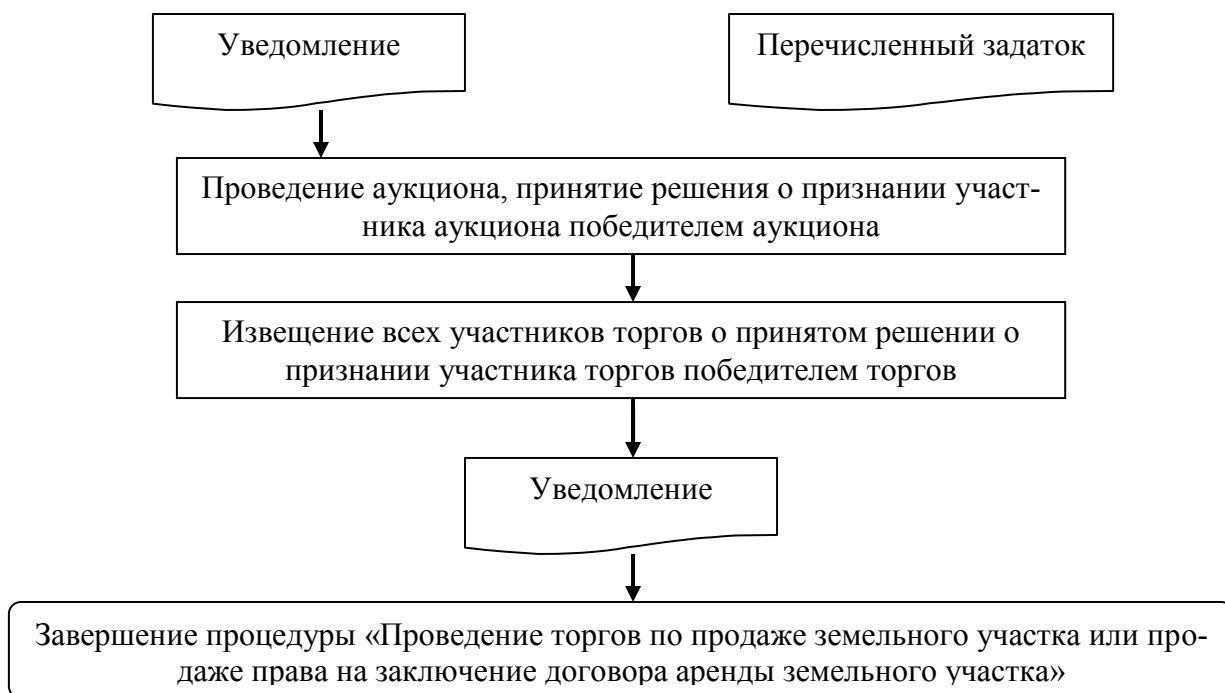 Уведомление
Перечисленный задаток
Проведение аукциона, принятие решения о признании участ-
ника аукциона победителем аукциона
Извещение всех участников торгов о принятом решении о
признании участника торгов победителем торгов
Уведомление
Завершение процедуры «Проведение торгов по продаже земельного участка или про-
даже права на заключение договора аренды земельного участка»